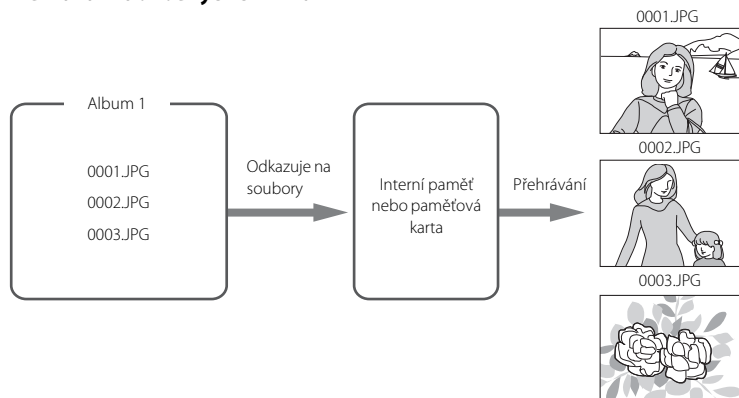 Album 1
0001.JPG
0002.JPG
0003.JPG
Odkazuje na
soubory
Interní paměť
nebo paměťová
karta
Přehrávání
0001.JPG
0002.JPG
0003.JPG